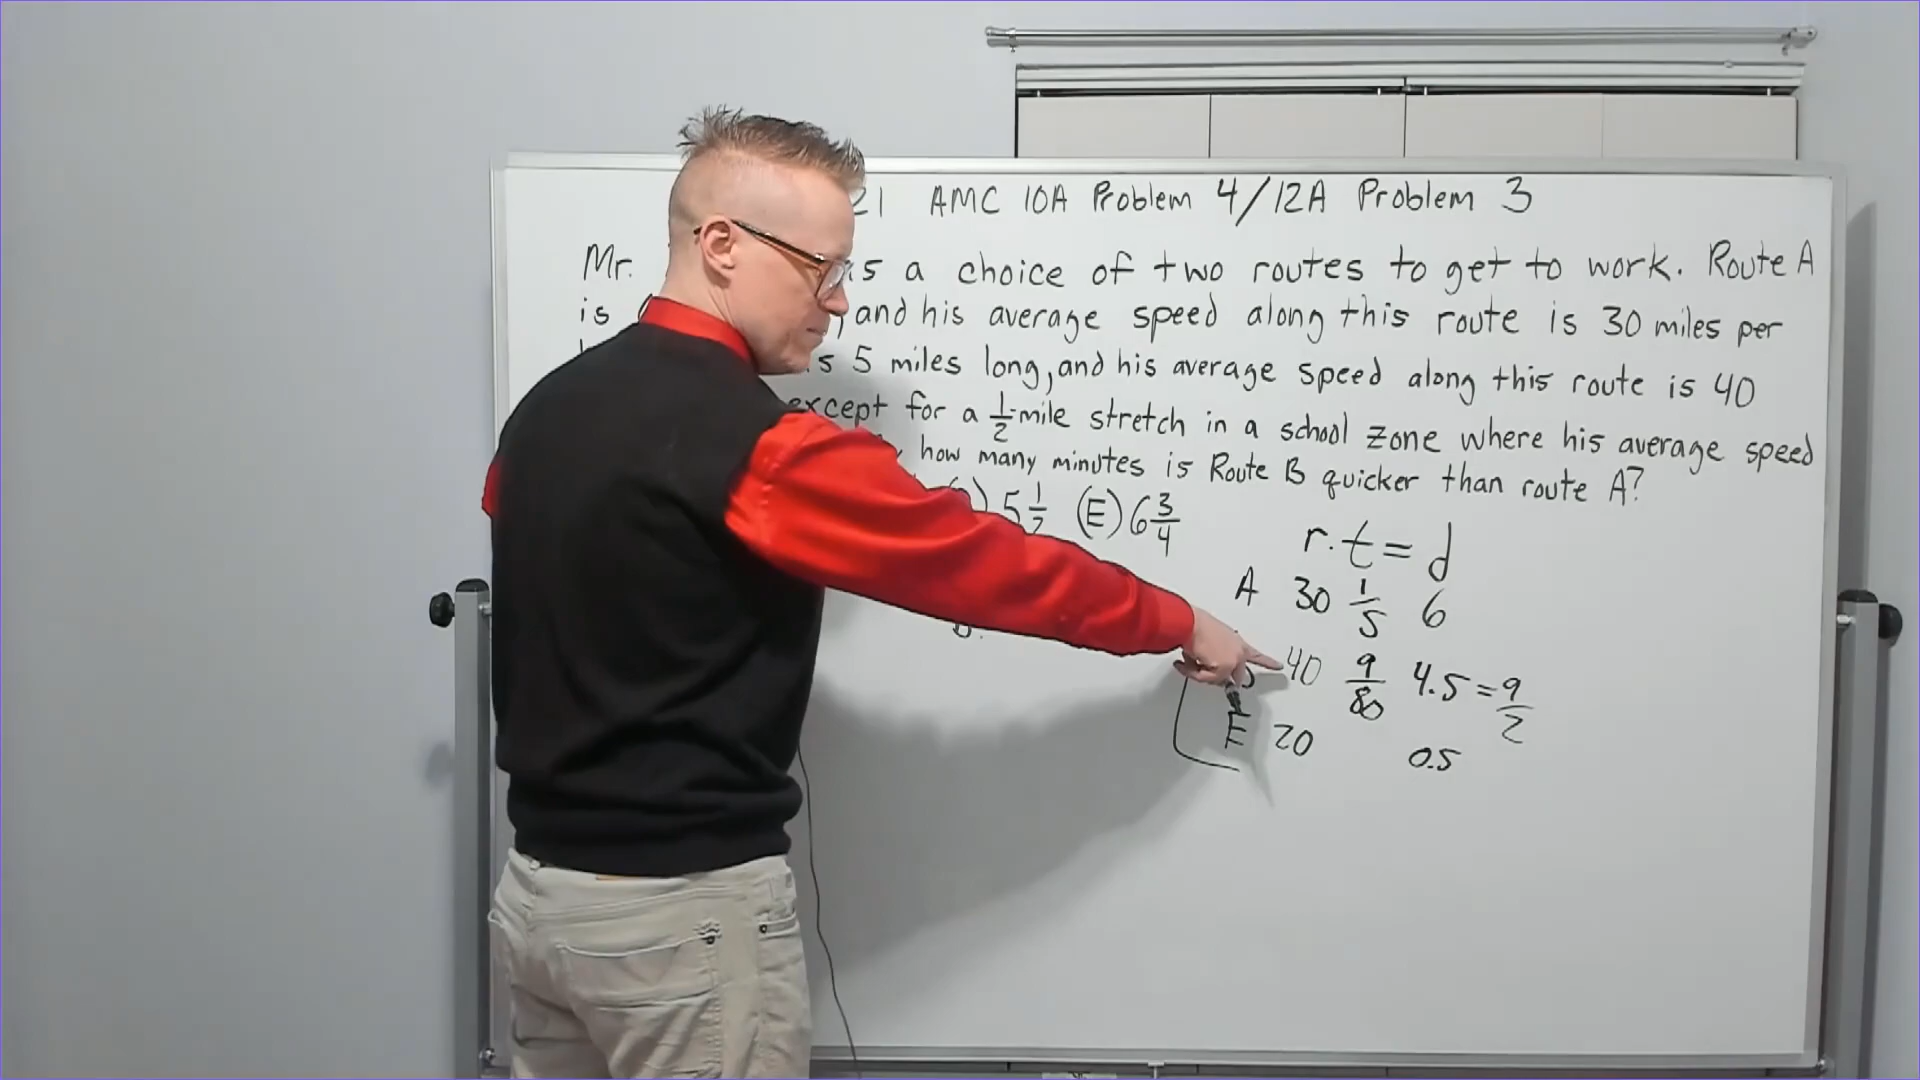 21 AMC 10A Problem 4/12A Problem 3
Mr. is a choice of two routes to get to work. Route A
is , and his average speed along this route is 30 miles per
is 5 miles long, and his average speed along this route is 40
except for a 1/2-mile stretch in a school zone where his average speed
how many minutes is Route B quicker than route A?
5 1/2 (E) 6 3/4
r·t=d
A 30 1/5 6
40 9/80 4.5=9/2
20 0.5